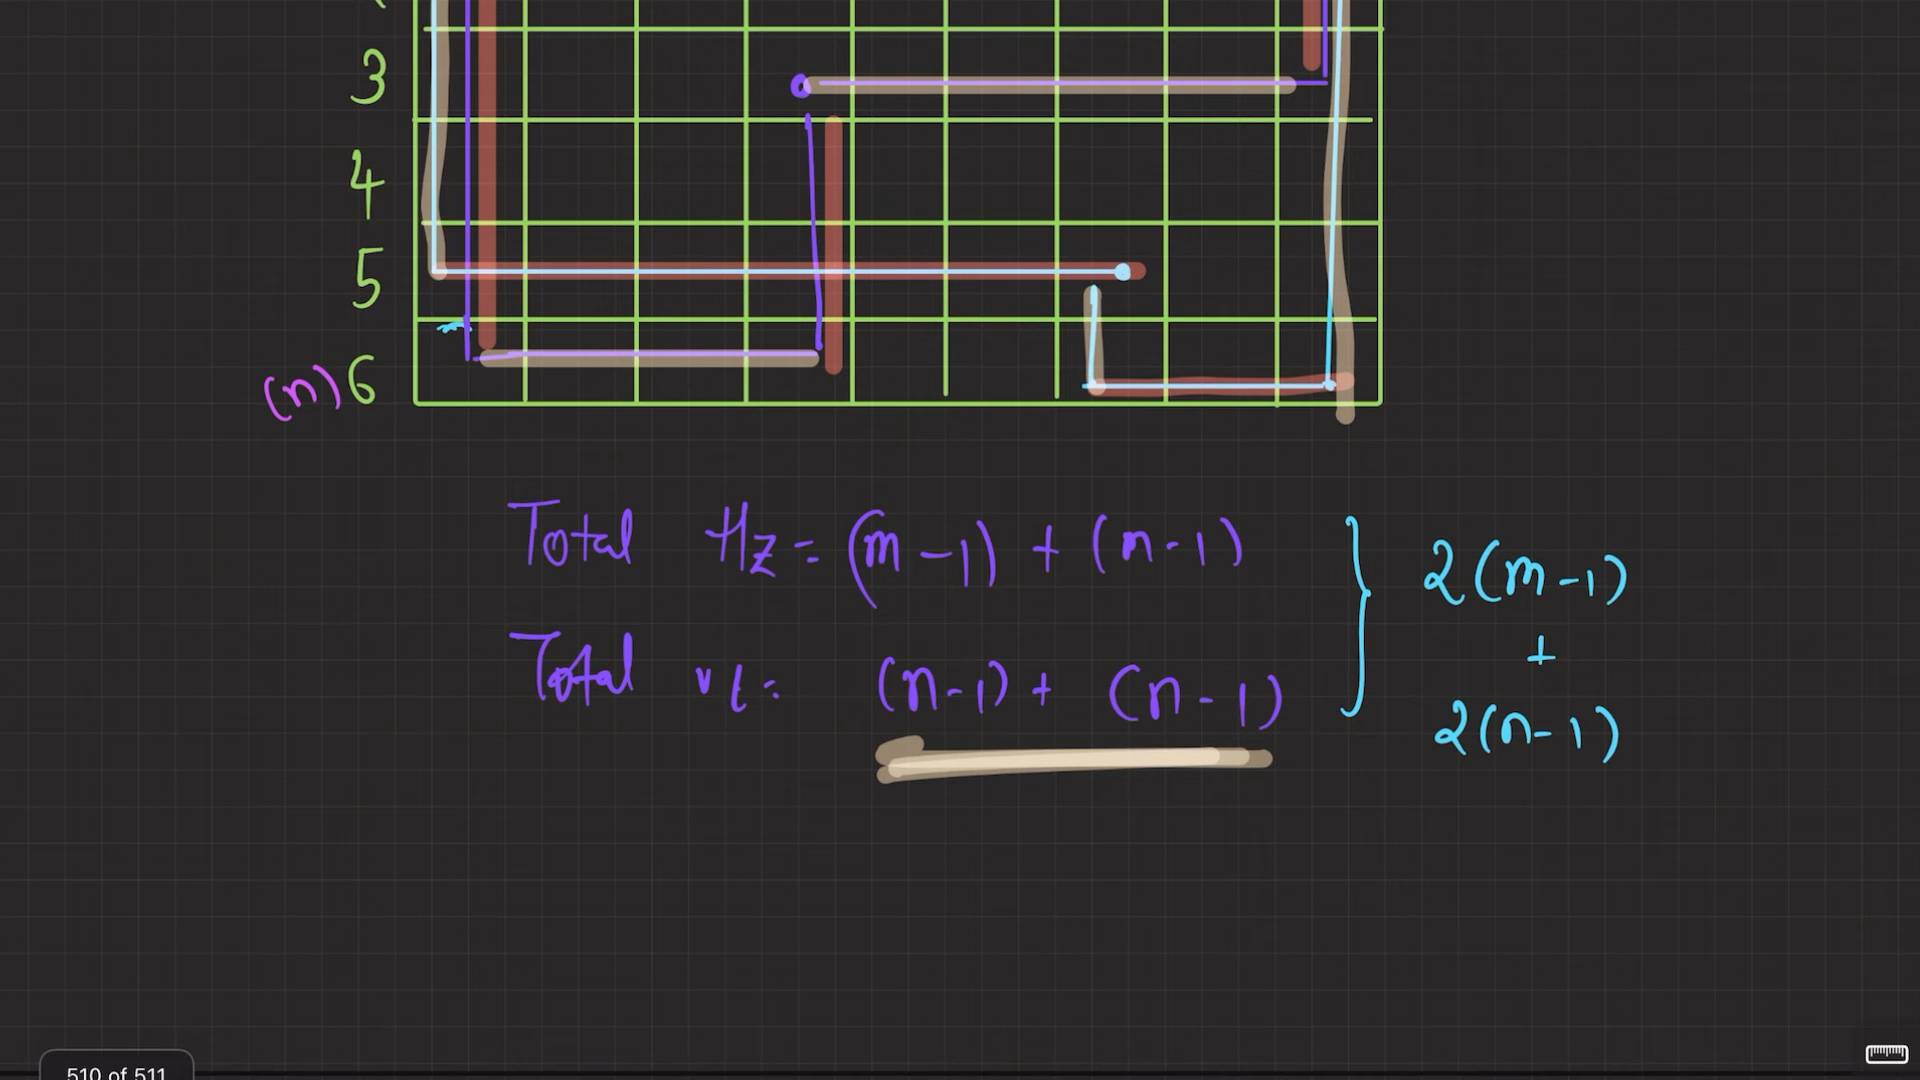 3
4
5
(n) 6
Total Hz = (m-1) + (n-1)
Total vt = (n-1) + (n-1)
2(m-1)
+
2(n-1)
510 of 511